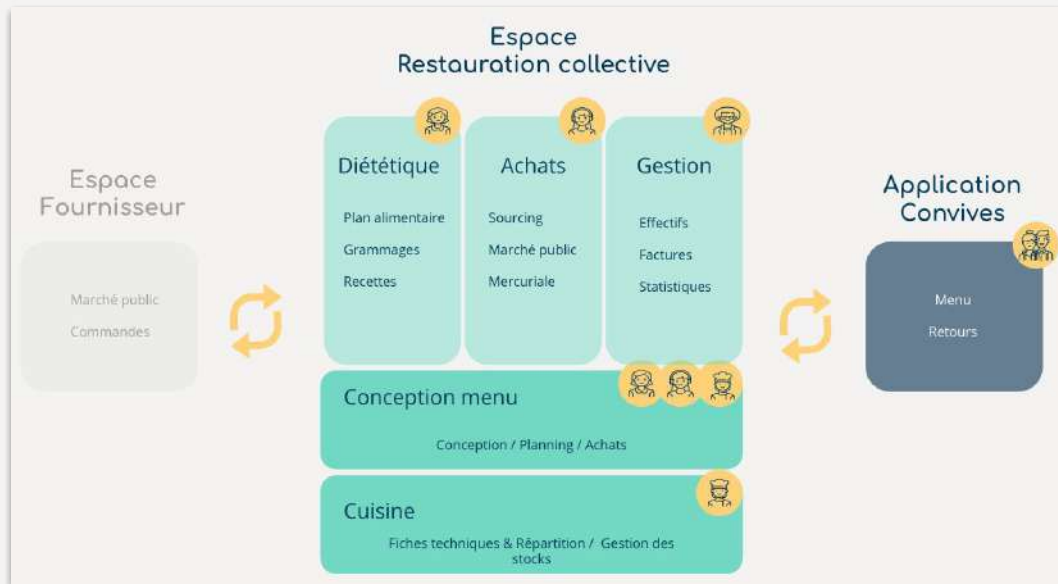 Espace
Restauration collective
Espace
Fournisseur
Marché public
Commandes
Diététique
Plan alimentaire
Grammages
Recettes
Achats
Sourcing
Marché public
Mercuriale
Gestion
Effectifs
Factures
Statistiques
Application
Convives
Menu
Retours
Conception menu
Conception / Planning / Achats
Cuisine
Fiches techniques & Répartition / Gestion des
stocks